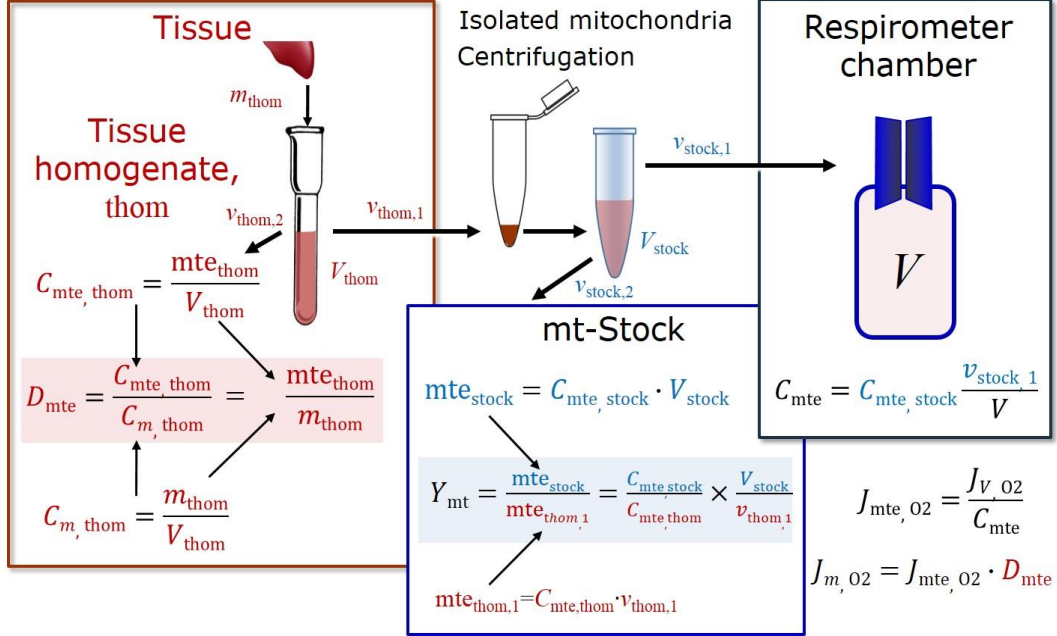 Tissue
m_thom
Tissue
homogenate,
thom
v_thom,2
v_thom,1
V_thom
C_mte, thom = mte_thom / V_thom
D_mte = C_mte, thom / C_m, thom = mte_thom / m_thom
C_m, thom = m_thom / V_thom
Isolated mitochondria
Centrifugation
v_stock,1
V_stock
v_stock,2
mt-Stock
mte_stock = C_mte, stock · V_stock
Y_mt = mte_stock / mte_thom,1 = C_mte,stock / C_mte,thom × V_stock / v_thom,1
mte_thom,1=C_mte,thom·v_thom,1
Respirometer
chamber
V
C_mte = C_mte, stock v_stock, 1 / V
J_mte, O2 = J_V, O2 / C_mte
J_m, O2 = J_mte, O2 · D_mte